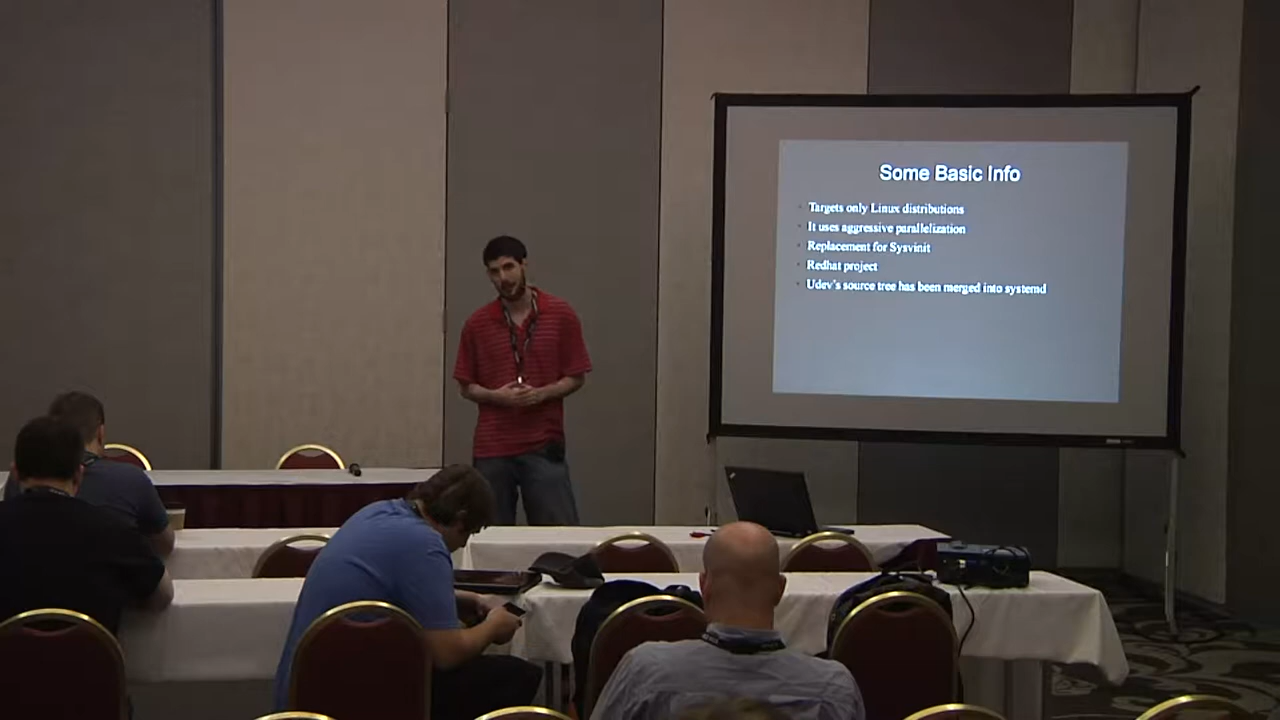 Some Basic Info
Targets only Linux distributions
It uses aggressive parallelization
Replacement for Sysvinit
Redhat project
Udev's source tree has been merged into systemd